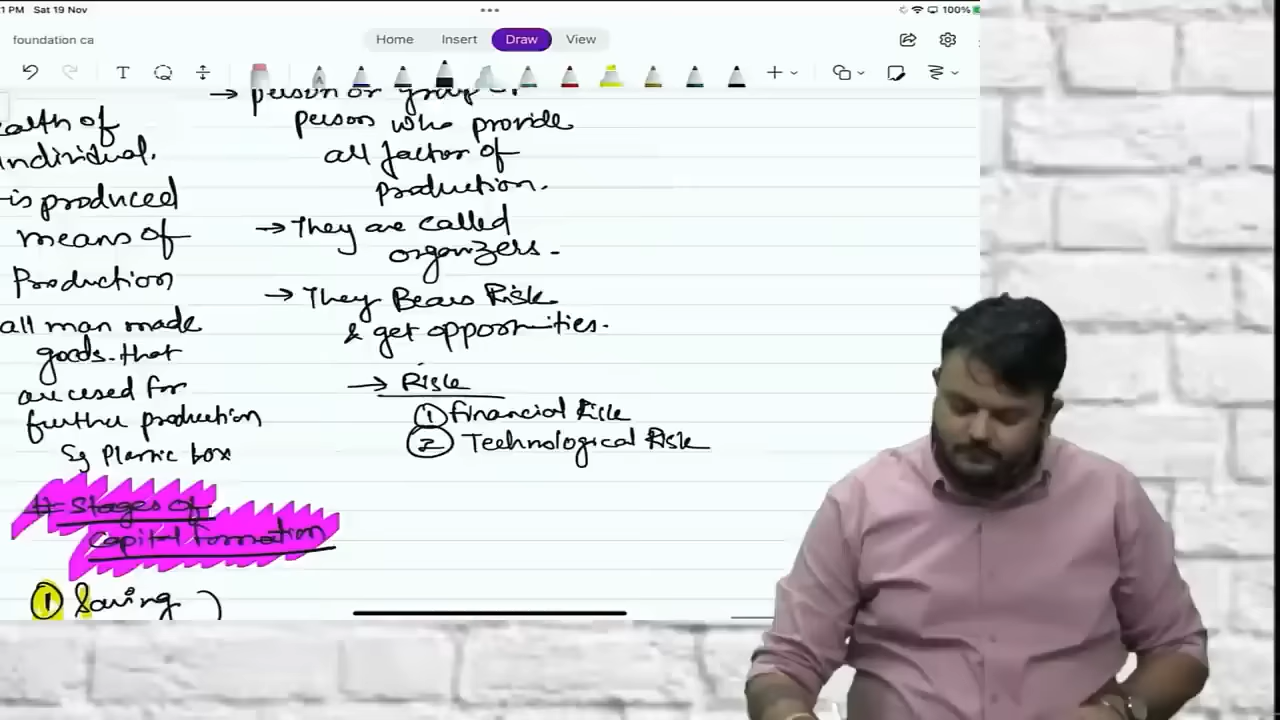 1 PM Sat 19 Nov
100%
foundation ca
Home Insert Draw View
T
→ person or group
person who provide
all factor of
production.
→ They are called
organizers.
→ They Bears Risk
& get opportunities.
→ Risk
① financial Risk
② Technological Risk
ealth of
individual.
is produced
means of
Production
all man made
goods that
are used for
further production
Eg Plastic box
# Stages of
Capital formation
① Saving